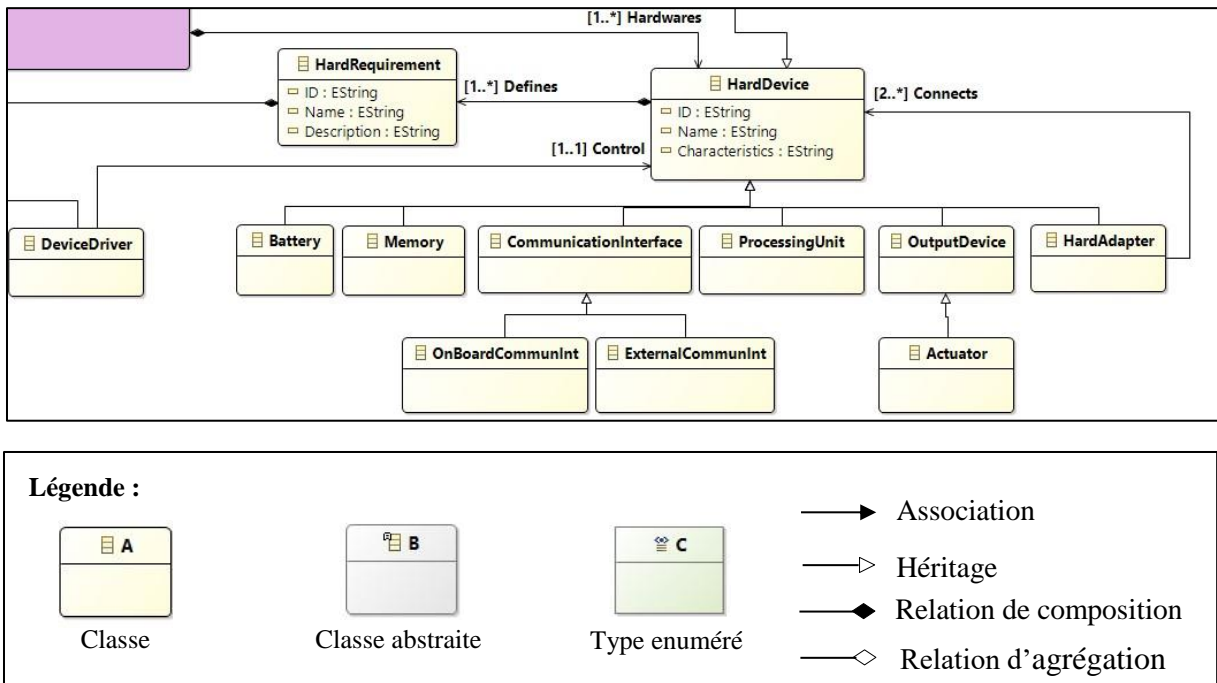 [1..*] Hardwares
HardRequirement
ID : EString
Name : EString
Description : EString
[1..*] Defines
HardDevice
ID : EString
Name : EString
Characteristics : EString
[2..*] Connects
[1..1] Control
DeviceDriver
Battery
Memory
CommunicationInterface
ProcessingUnit
OutputDevice
HardAdapter
OnBoardCommunInt
ExternalCommunInt
Actuator
Légende :
A
B
C
Classe
Classe abstraite
Type enuméré
Association
Héritage
Relation de composition
Relation d'agrégation